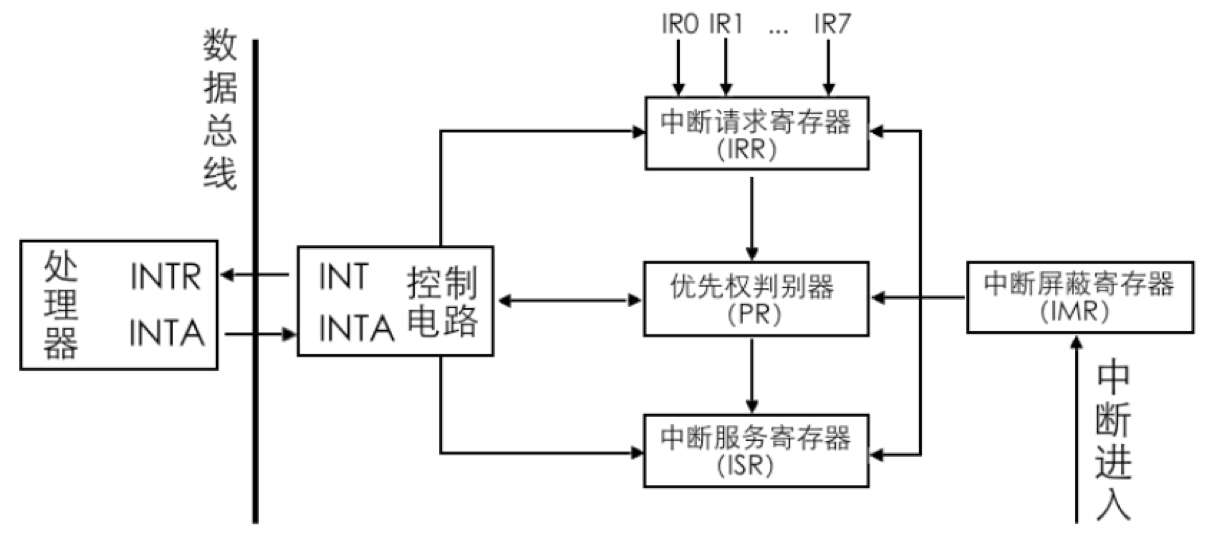 数据总线
IR0 IR1 ... IR7
中断请求寄存器
(IRR)
处理器
INTR
INTA
INT
INTA
控制
电路
优先权判别器
(PR)
中断屏蔽寄存器
(IMR)
中断服务寄存器
(ISR)
中断进入